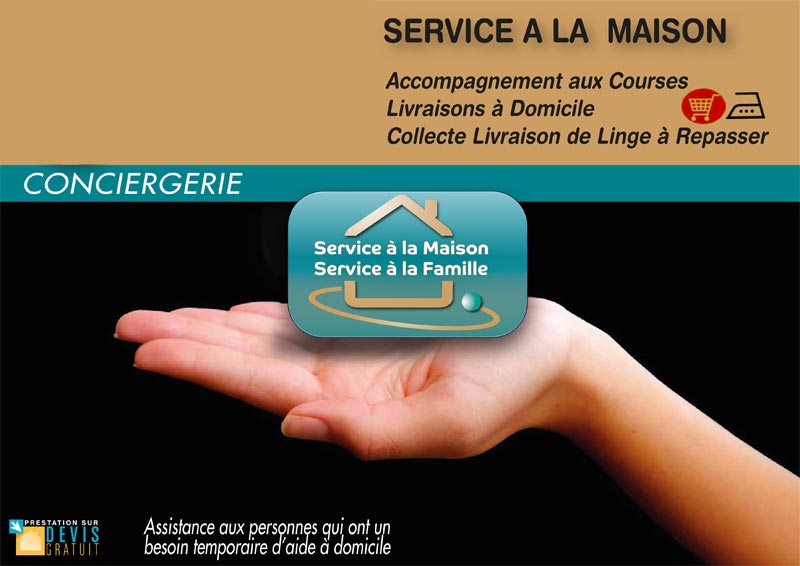 SERVICE A LA MAISON
Accompagnement aux Courses
Livraisons à Domicile
Collecte Livraison de Linge à Repasser
CONCIERGERIE
Service à la Maison
Service à la Famille
PRESTATION SUR
DEVIS
GRATUIT
Assistance aux personnes qui ont un
besoin temporaire d'aide à domicile